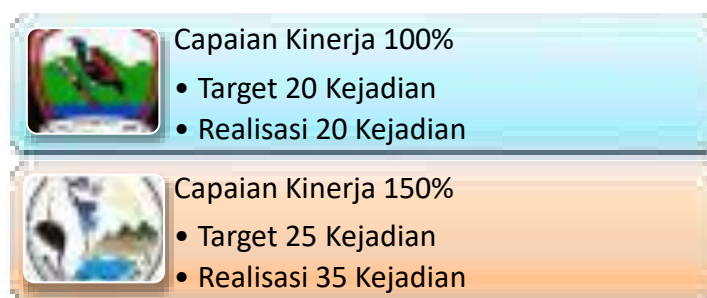 Capaian Kinerja 100%
• Target 20 Kejadian
• Realisasi 20 Kejadian
Capaian Kinerja 150%
• Target 25 Kejadian
• Realisasi 35 Kejadian